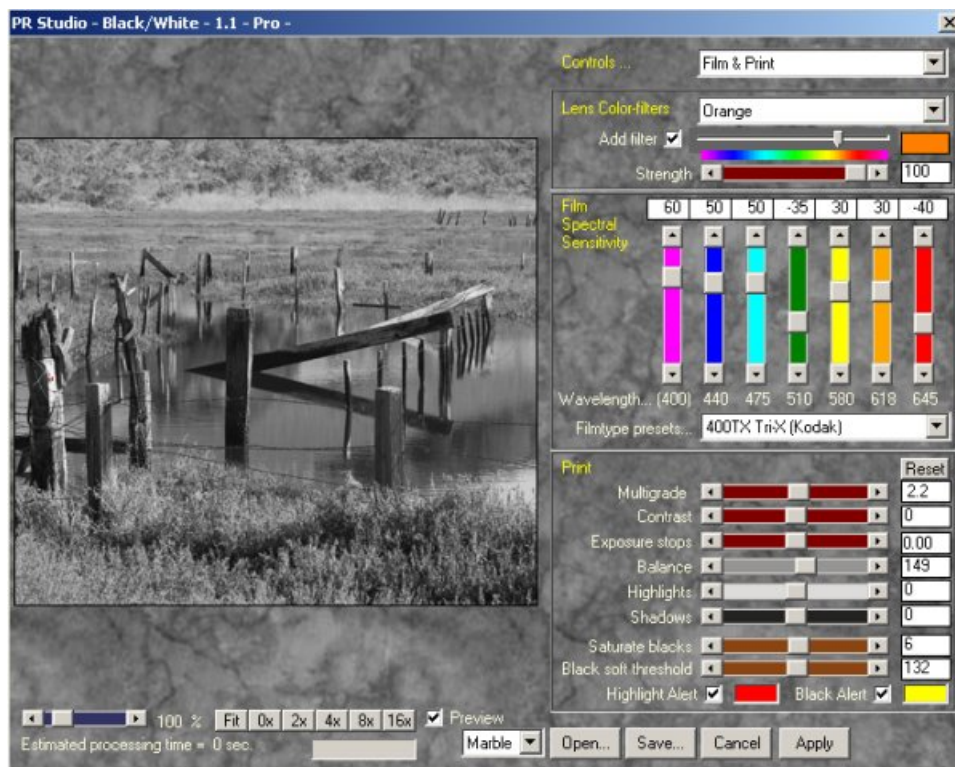 PR Studio - Black/White - 1.1 - Pro -
Controls ...
Film & Print
Lens Color-filters
Orange
Add filter
Strength
100
Film Spectral Sensitivity
60 50 50 -35 30 30 -40
Wavelength... (400) 440 475 510 580 618 645
Filmtype presets... 400TX Tri-X (Kodak)
Print
Reset
Multigrade 2.2
Contrast 0
Exposure stops 0.00
Balance 149
Highlights 0
Shadows 0
Saturate blacks 6
Black soft threshold 132
Highlight Alert Black Alert
100 % Fit 0x 2x 4x 8x 16x Preview
Estimated processing time = 0 sec.
Marble Open... Save... Cancel Apply